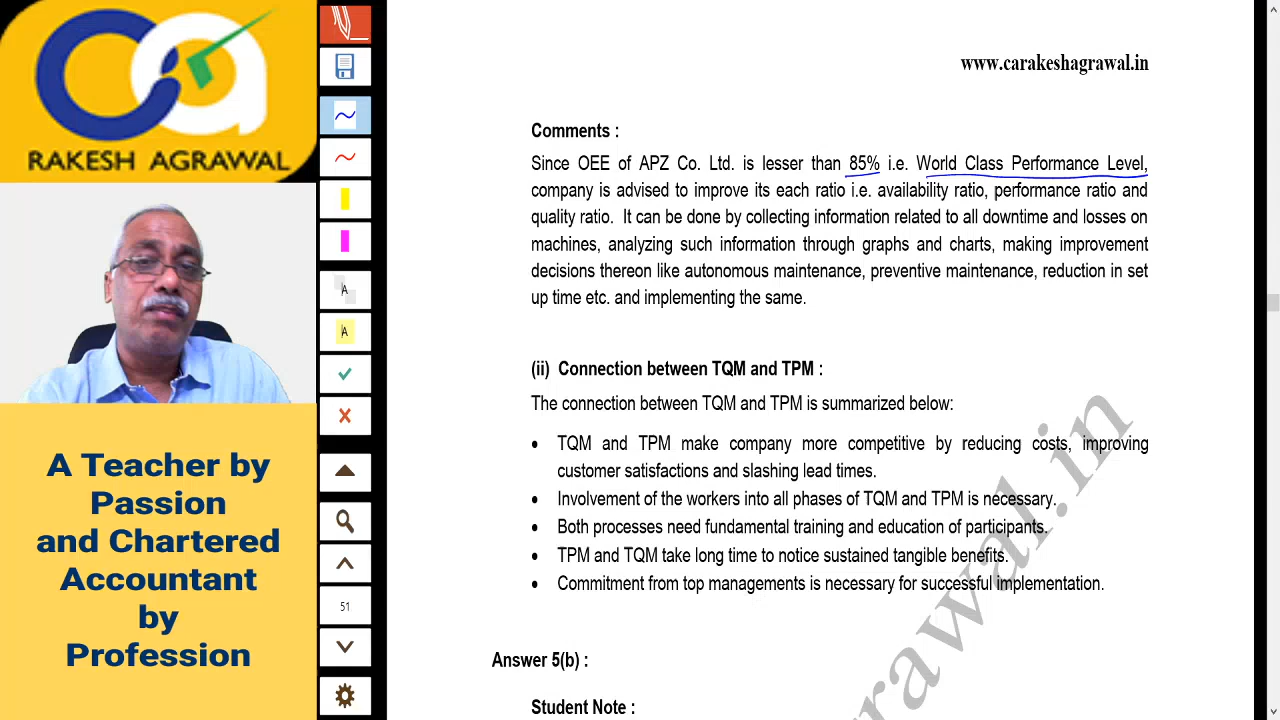 RAKESH AGRAWAL
A Teacher by
Passion
and Chartered
Accountant
by
Profession
A
A
51
www.carakeshagrawal.in
Comments :
Since OEE of APZ Co. Ltd. is lesser than 85% i.e. World Class Performance Level,
company is advised to improve its each ratio i.e. availability ratio, performance ratio and
quality ratio. It can be done by collecting information related to all downtime and losses on
machines, analyzing such information through graphs and charts, making improvement
decisions thereon like autonomous maintenance, preventive maintenance, reduction in set
up time etc. and implementing the same.
(ii) Connection between TQM and TPM :
The connection between TQM and TPM is summarized below:
• TQM and TPM make company more competitive by reducing costs, improving
customer satisfactions and slashing lead times.
• Involvement of the workers into all phases of TQM and TPM is necessary.
• Both processes need fundamental training and education of participants.
• TPM and TQM take long time to notice sustained tangible benefits.
• Commitment from top managements is necessary for successful implementation.
Answer 5(b) :
Student Note :
rawal.in